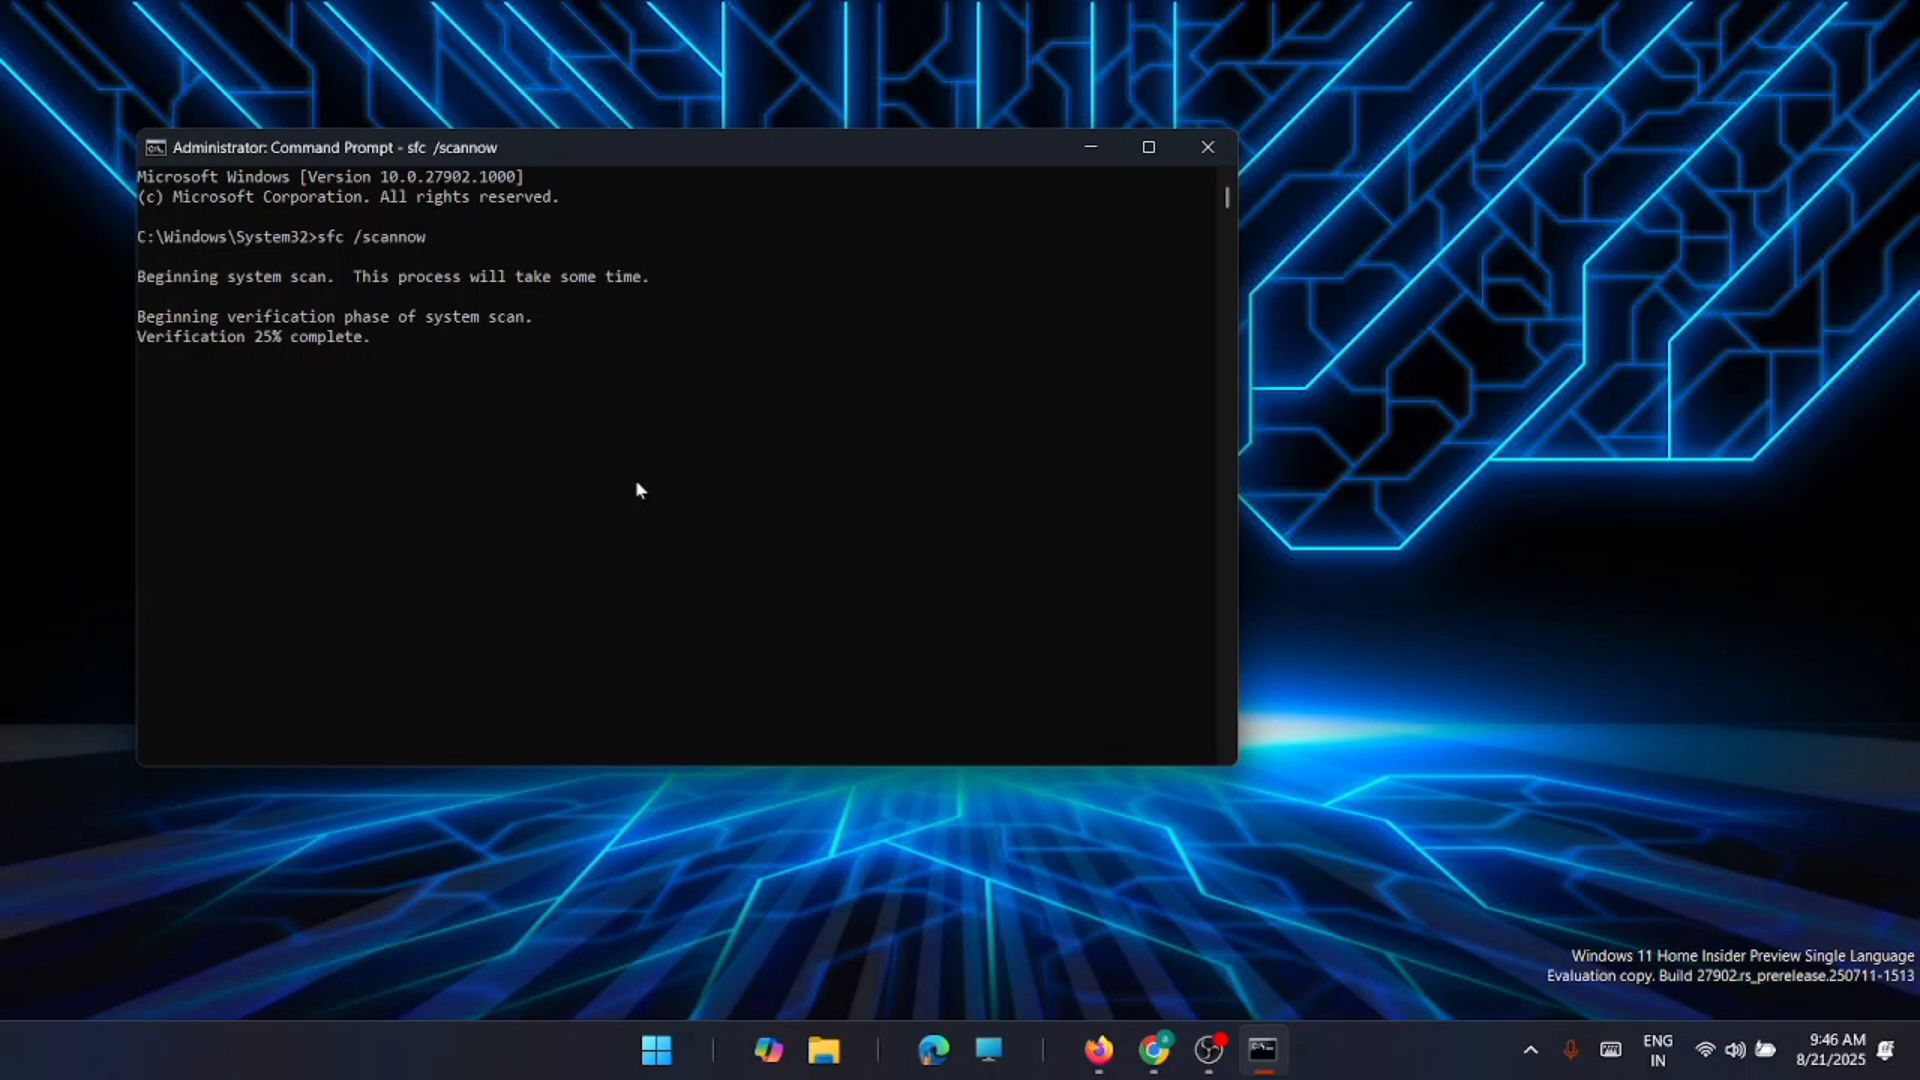 Administrator: Command Prompt - sfc  /scannow
Microsoft Windows [Version 10.0.27902.1000]
(c) Microsoft Corporation. All rights reserved.
C:\Windows\System32>sfc /scannow
Beginning system scan.  This process will take some time.
Beginning verification phase of system scan.
Verification 25% complete.
Windows 11 Home Insider Preview Single Language
Evaluation copy. Build 27902.rs_prerelease.250711-1513
ENG
IN
9:46 AM
8/21/2025